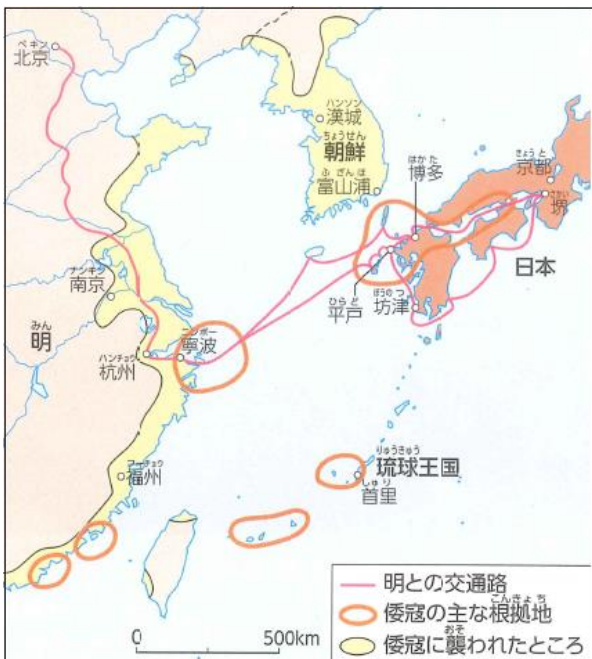 ペキン
北京
ハンソン
漢城
ちょうせん
朝鮮
ふざんほ
富山浦
はかた
博多
きょうと
京都
さかい
堺
日本
ナンキン
南京
みん
明
ニンポー
寧波
ハンチョウ
杭州
ひらど
平戸
ぼうのつ
坊津
フーチョウ
福州
りゅうきゅう
琉球王国
しゅり
首里
0 500km
明との交通路
こんきょち
倭寇の主な根拠地
おそ
倭寇に襲われたところ